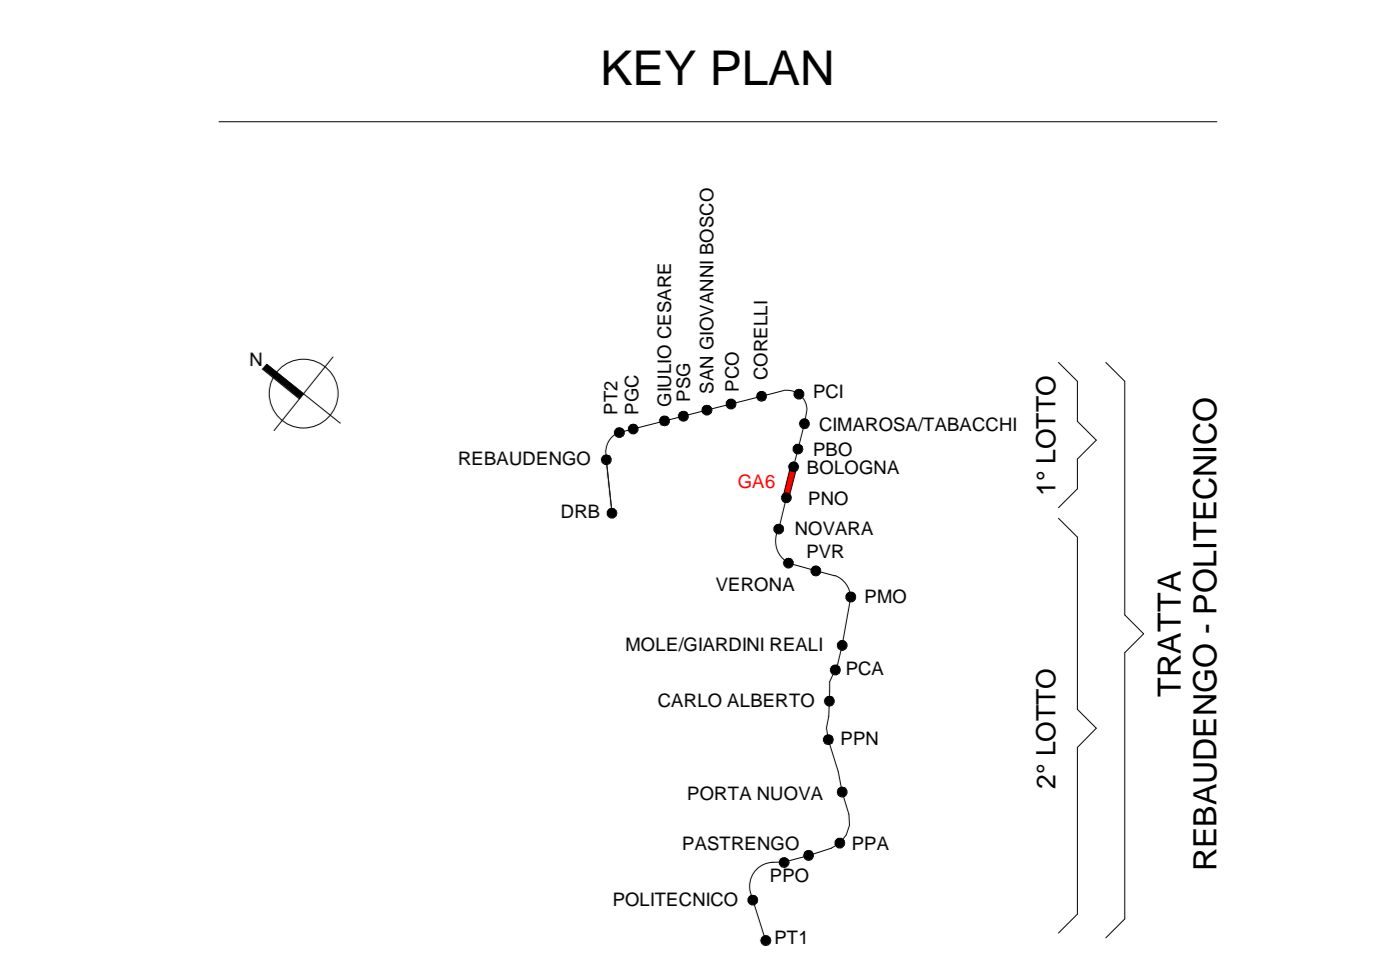 KEY PLAN
N
PT2
PGC
GIULIO CESARE
PSG
SAN GIOVANNI BOSCO
PCO
CORELLI
PCI
CIMAROSA/TABACCHI
REBAUDENGO
PBO
BOLOGNA
GA6
PNO
DRB
NOVARA
PVR
VERONA
PMO
MOLE/GIARDINI REALI
PCA
CARLO ALBERTO
PPN
PORTA NUOVA
PASTRENGO
PPA
PPO
POLITECNICO
PT1
1° LOTTO
2° LOTTO
TRATTA
REBAUDENGO - POLITECNICO